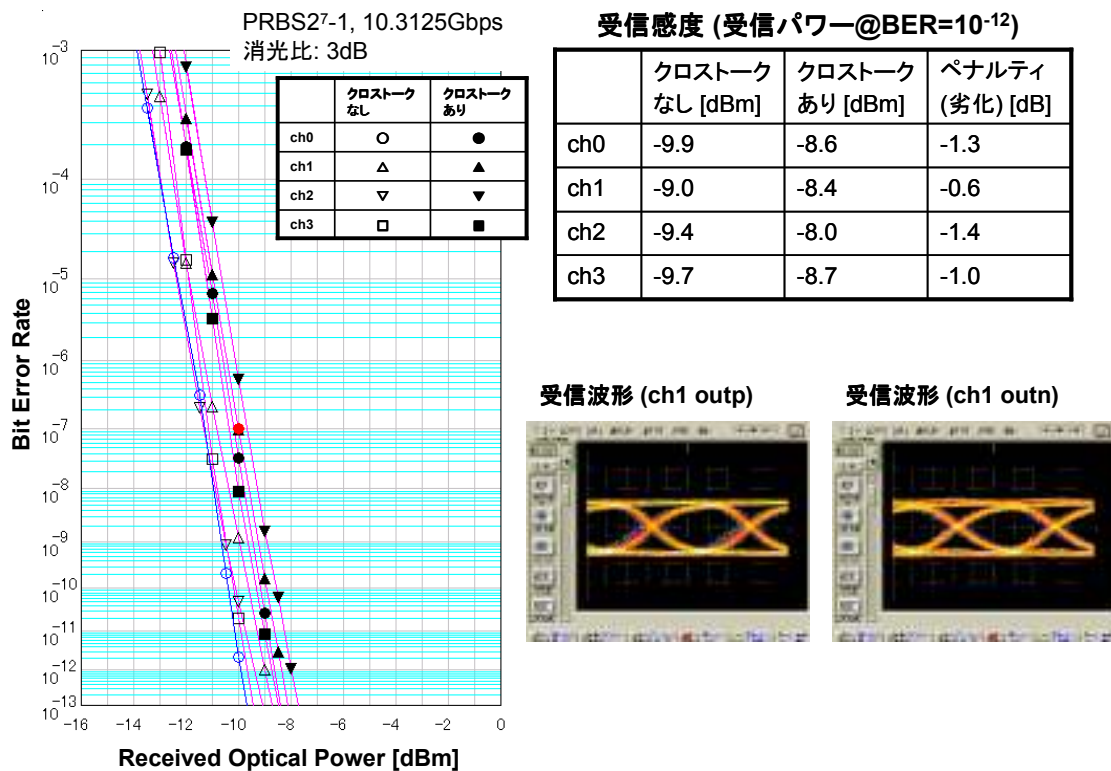 PRBS2⁷-1, 10.3125Gbps
消光比: 3dB
クロストーク なし
クロストーク あり
ch0 ○ ●
ch1 △ ▲
ch2 ▽ ▼
ch3 □ ■
Bit Error Rate
10⁻³
10⁻⁴
10⁻⁵
10⁻⁶
10⁻⁷
10⁻⁸
10⁻⁹
10⁻¹⁰
10⁻¹¹
10⁻¹²
10⁻¹³
−16 −14 −12 −10 −8 −6 −4 −2 0
Received Optical Power [dBm]
受信感度 (受信パワー@BER=10⁻¹²)
クロストーク クロストーク ペナルティ
なし [dBm] あり [dBm] (劣化) [dB]
ch0 -9.9 -8.6 -1.3
ch1 -9.0 -8.4 -0.6
ch2 -9.4 -8.0 -1.4
ch3 -9.7 -8.7 -1.0
受信波形 (ch1 outp)
受信波形 (ch1 outn)